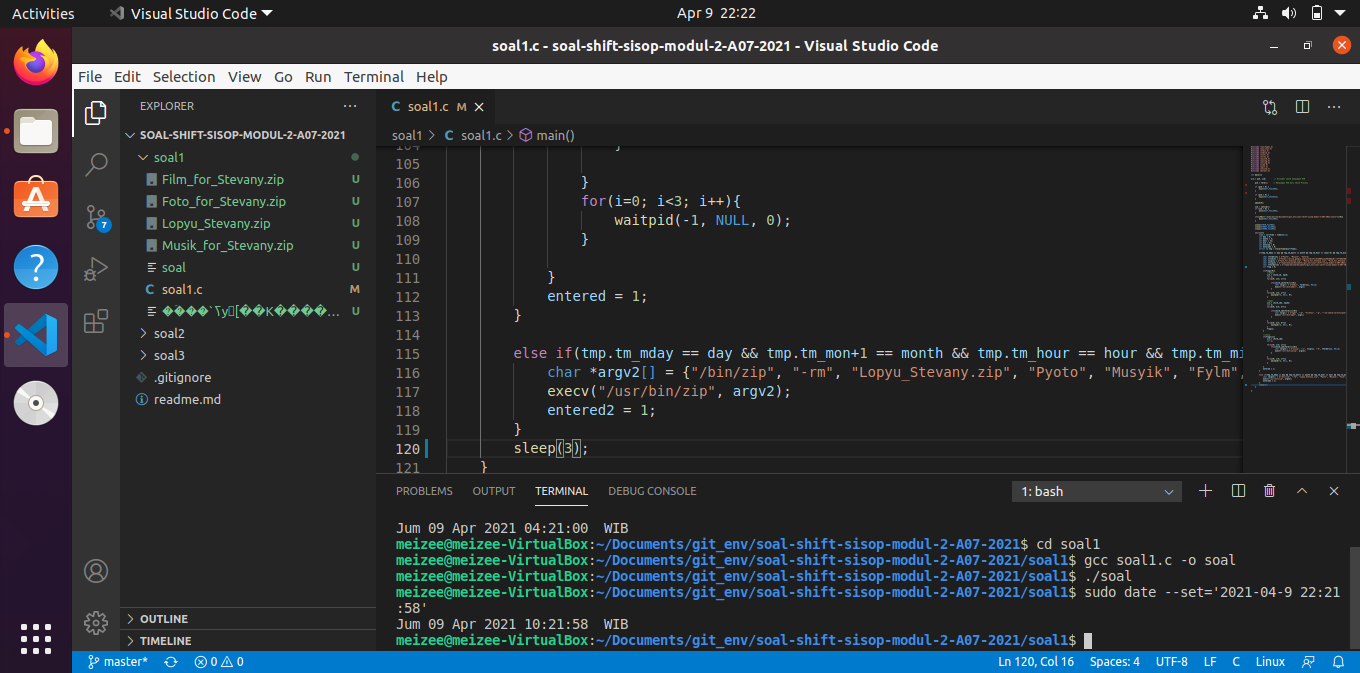 Activities
Visual Studio Code
Apr 9 22:22
soal1.c - soal-shift-sisop-modul-2-A07-2021 - Visual Studio Code
File Edit Selection View Go Run Terminal Help
EXPLORER
SOAL-SHIFT-SISOP-MODUL-2-A07-2021
soal1
Film_for_Stevany.zip U
Foto_for_Stevany.zip U
Lopyu_Stevany.zip U
Musik_for_Stevany.zip U
soal U
C soal1.c M
U
soal2
soal3
.gitignore
readme.md
OUTLINE
TIMELINE
7
C soal1.c M
soal1 > C soal1.c > main()
104 }
105
106 }
107 for(i=0; i<3; i++){
108 waitpid(-1, NULL, 0);
109 }
110
111 }
112 entered = 1;
113 }
114
115 else if(tmp.tm_mday == day && tmp.tm_mon+1 == month && tmp.tm_hour == hour && tmp.tm_mi
116 char *argv2[] = {"/bin/zip", "-rm", "Lopyu_Stevany.zip", "Pyoto", "Musyik", "Fylm",
117 execv("/usr/bin/zip", argv2);
118 entered2 = 1;
119 }
120 sleep(3);
121 }
PROBLEMS OUTPUT TERMINAL DEBUG CONSOLE
1: bash
Jum 09 Apr 2021 04:21:00 WIB
meizee@meizee-VirtualBox:~/Documents/git_env/soal-shift-sisop-modul-2-A07-2021$ cd soal1
meizee@meizee-VirtualBox:~/Documents/git_env/soal-shift-sisop-modul-2-A07-2021/soal1$ gcc soal1.c -o soal
meizee@meizee-VirtualBox:~/Documents/git_env/soal-shift-sisop-modul-2-A07-2021/soal1$ ./soal
meizee@meizee-VirtualBox:~/Documents/git_env/soal-shift-sisop-modul-2-A07-2021/soal1$ sudo date --set='2021-04-9 22:21
:58'
Jum 09 Apr 2021 10:21:58 WIB
meizee@meizee-VirtualBox:~/Documents/git_env/soal-shift-sisop-modul-2-A07-2021/soal1$
master* 0 0
Ln 120, Col 16 Spaces: 4 UTF-8 LF C Linux